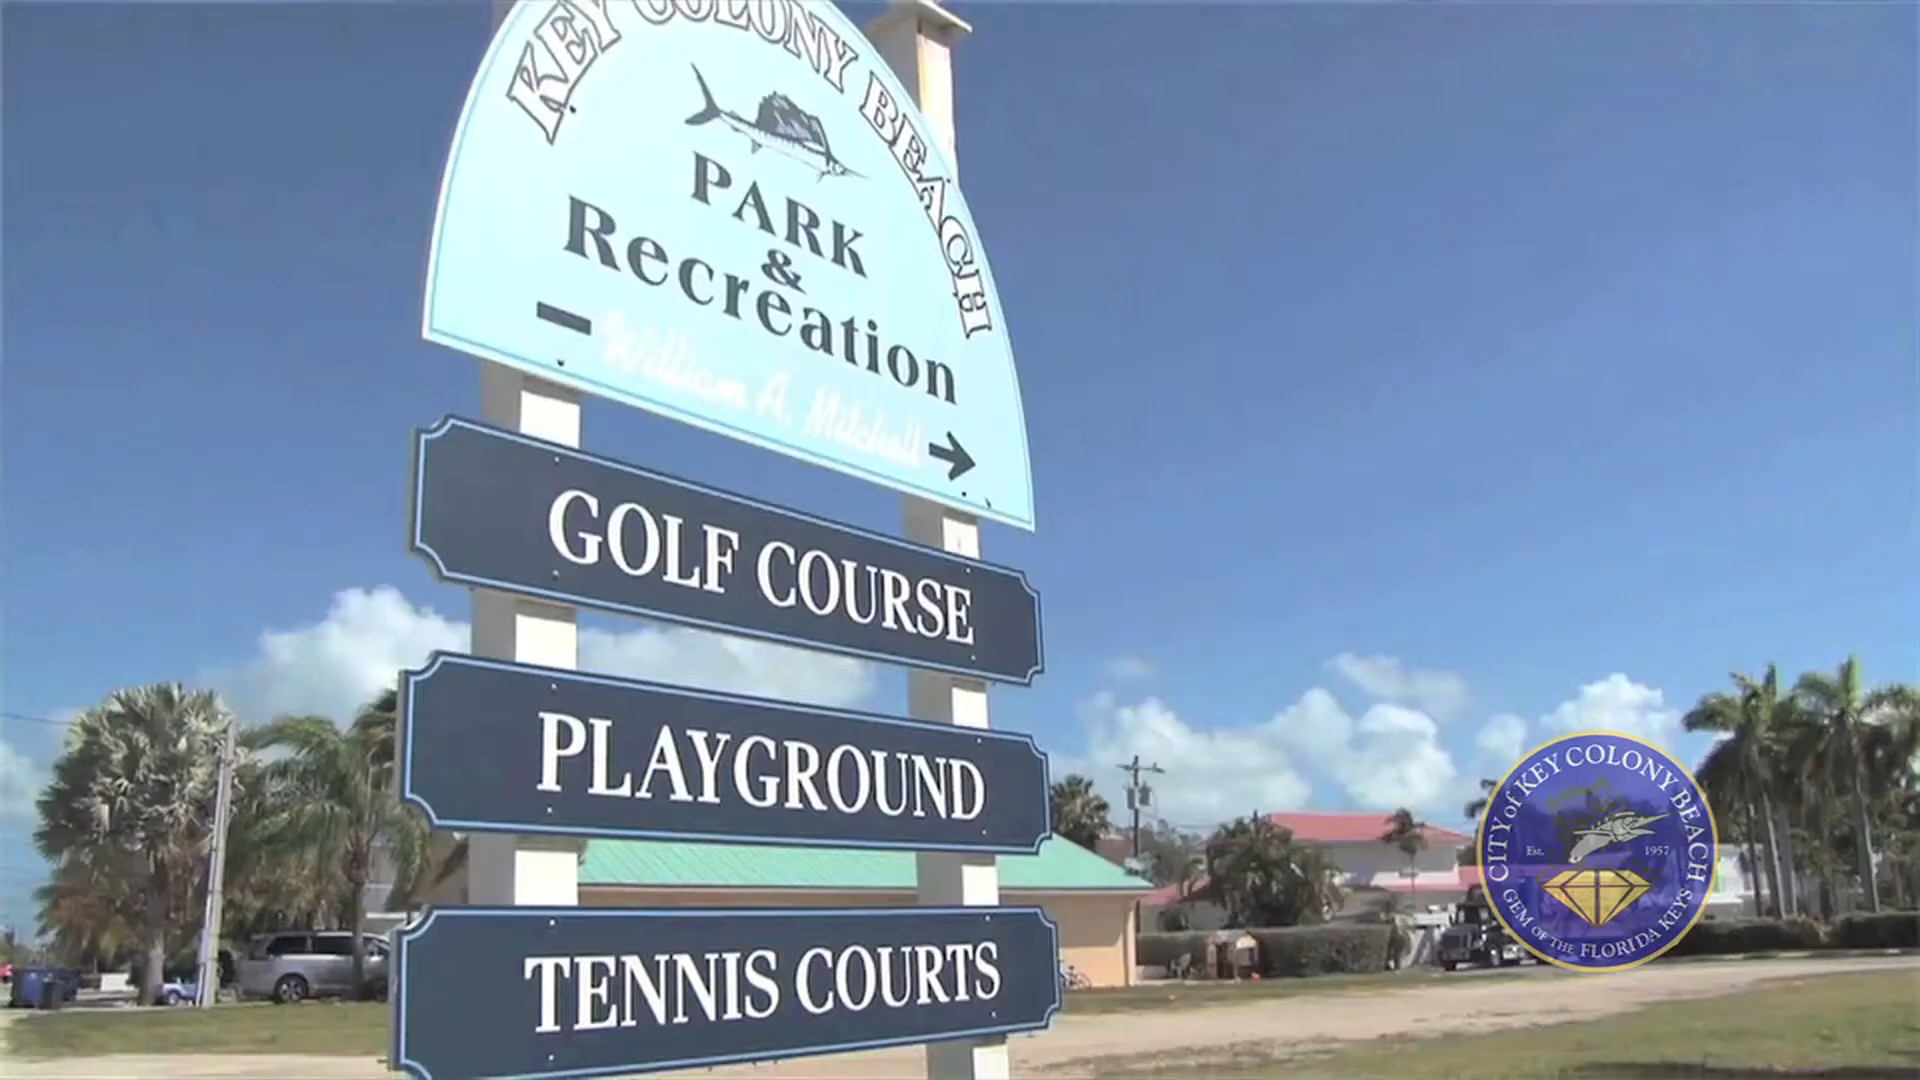 KEY COLONY BEACH
PARK
&
Recreation
William A. Mitchell
GOLF COURSE
PLAYGROUND
TENNIS COURTS
CITY of KEY COLONY BEACH
Est. 1957
GEM OF THE FLORIDA KEYS